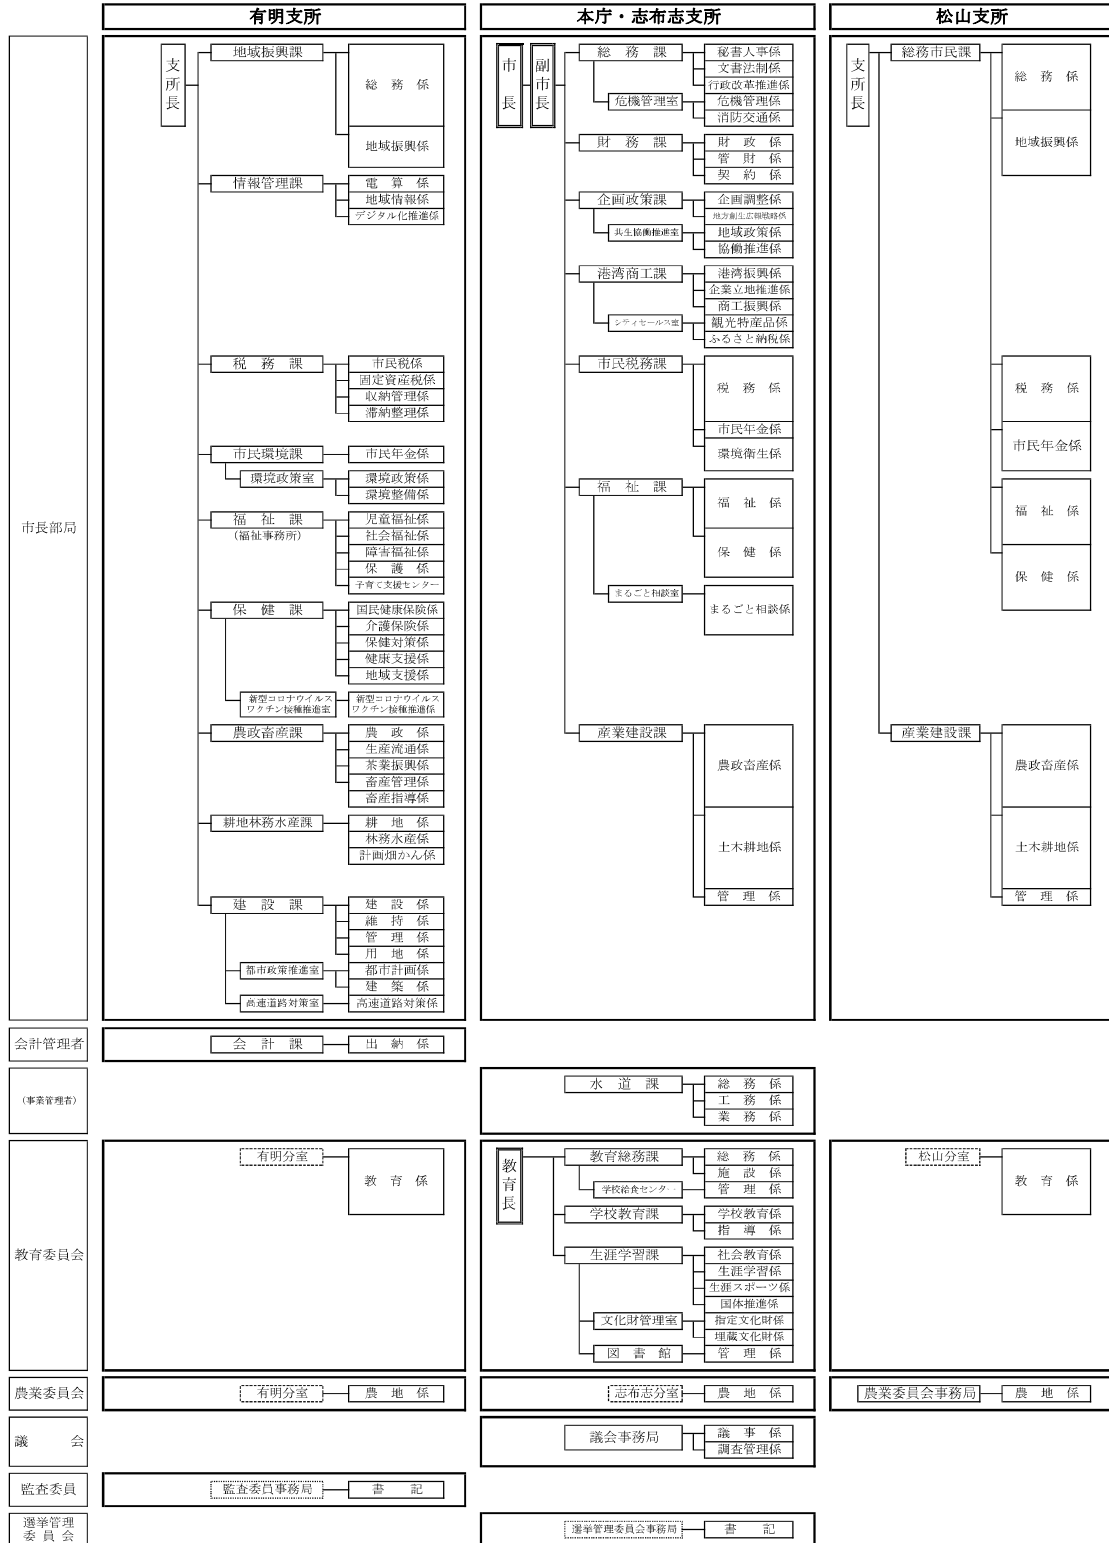 有明支所
本庁・志布志支所
松山支所
市長部局
支所長
地域振興課
総務係
地域振興係
情報管理課
電算係
地域情報係
デジタル化推進係
税務課
市民税係
固定資産税係
収納管理係
滞納整理係
市民環境課
市民年金係
環境政策室
環境政策係
環境整備係
福祉課
(福祉事務所)
児童福祉係
社会福祉係
障害福祉係
保護係
子育て支援センター
保健課
国民健康保険係
介護保険係
保健対策係
健康支援係
地域支援係
新型コロナウイルス
ワクチン接種推進室
新型コロナウイルス
ワクチン接種推進係
農政畜産課
農政係
生産流通係
茶業振興係
畜産管理係
畜産指導係
耕地林務水産課
耕地係
林務水産係
計画畑かん係
建設課
建設係
維持係
管理係
用地係
都市政策推進室
都市計画係
建築係
高速道路対策室
高速道路対策係
市長
副市長
総務課
秘書人事係
文書法制係
行政改革推進係
危機管理室
危機管理係
消防交通係
財務課
財政係
管財係
契約係
企画政策課
企画調整係
地方創生広報戦略係
共生協働推進室
地域政策係
協働推進係
港湾商工課
港湾振興係
企業立地推進係
商工振興係
シティセールス室
観光特産品係
ふるさと納税係
市民税務課
税務係
市民年金係
環境衛生係
福祉課
福祉係
保健係
まるごと相談室
まるごと相談係
産業建設課
農政畜産係
土木耕地係
管理係
支所長
総務市民課
総務係
地域振興係
税務係
市民年金係
福祉係
保健係
産業建設課
農政畜産係
土木耕地係
管理係
会計管理者
会計課
出納係
(事業管理者)
水道課
総務係
工務係
業務係
教育委員会
有明分室
教育係
教育長
教育総務課
総務係
施設係
学校給食センター
管理係
学校教育課
学校教育係
指導係
生涯学習課
社会教育係
生涯学習係
生涯スポーツ係
国体推進係
文化財管理室
指定文化財係
埋蔵文化財係
図書館
管理係
松山分室
教育係
農業委員会
有明分室
農地係
志布志分室
農地係
農業委員会事務局
農地係
議会
議会事務局
議事係
調査管理係
監査委員
監査委員事務局
書記
選挙管理
委員会
選挙管理委員会事務局
書記